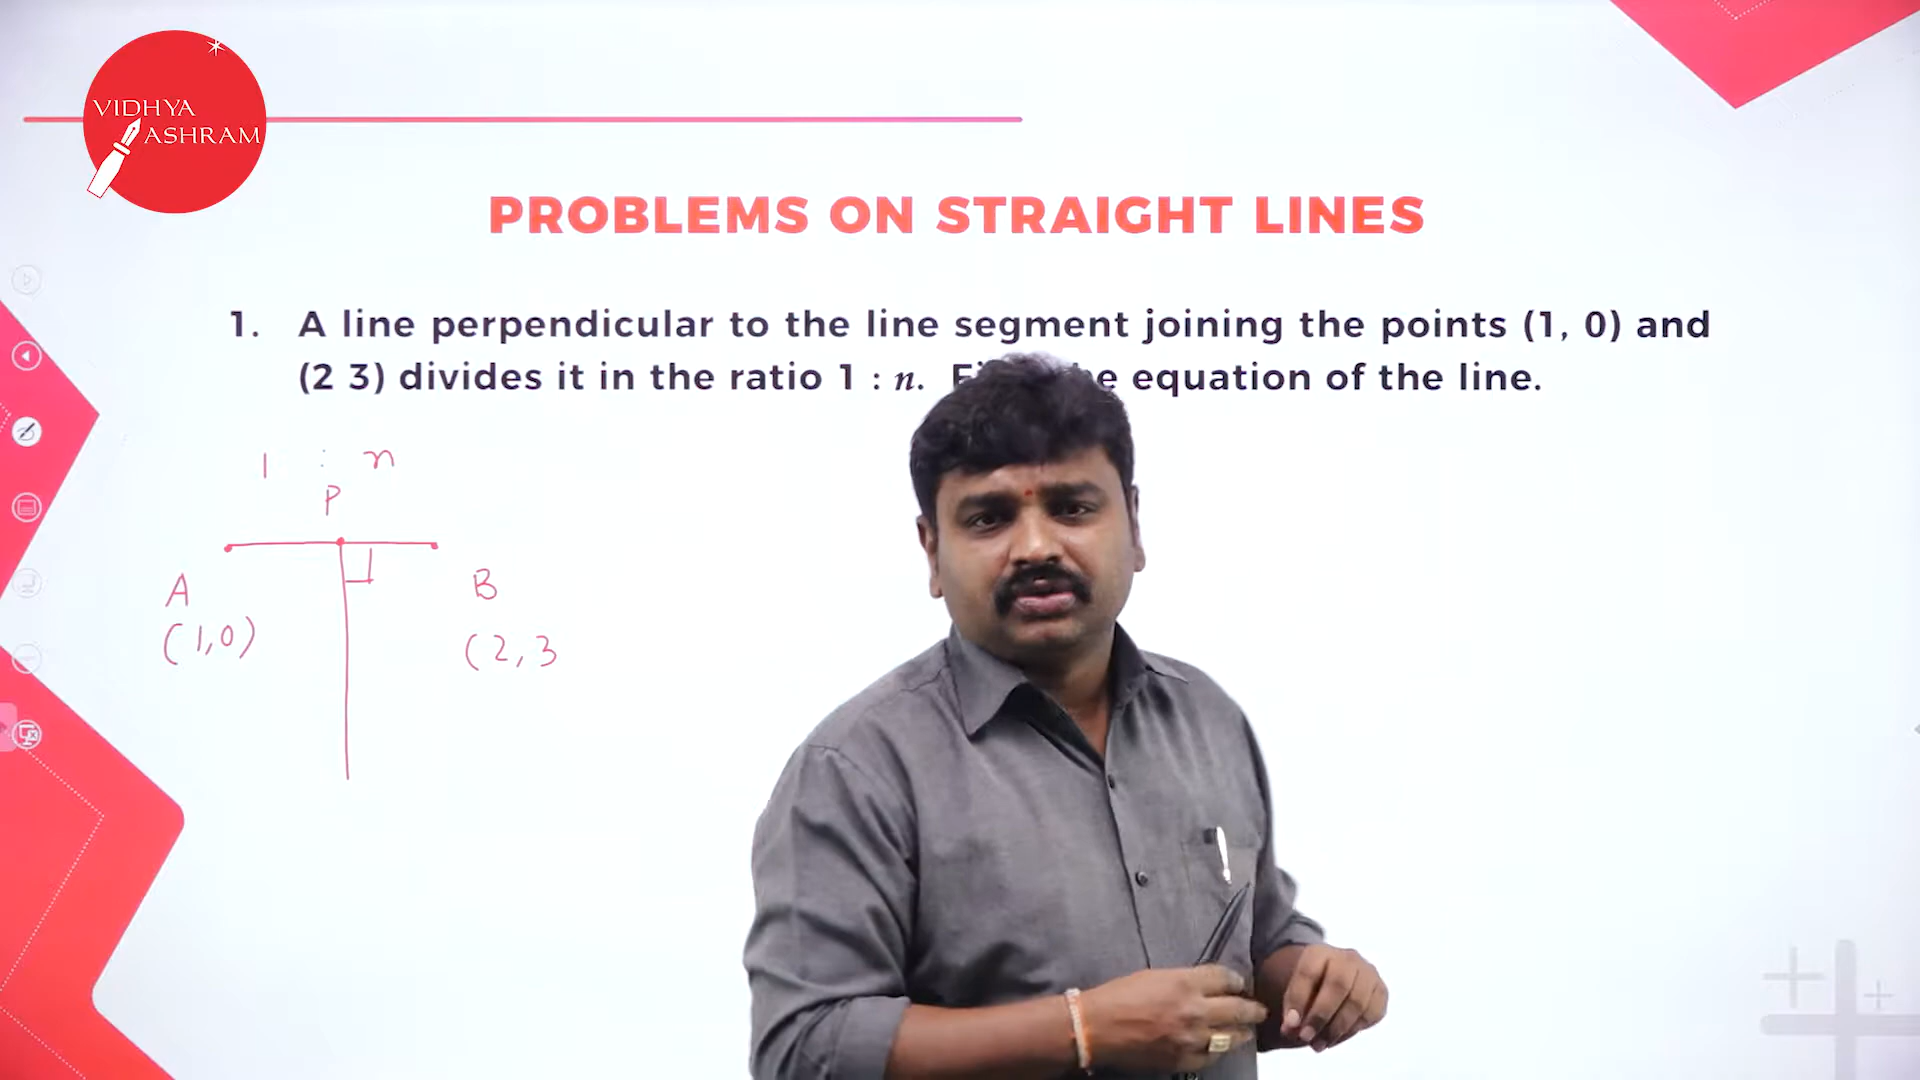 VIDHYA
ASHRAM
PROBLEMS ON STRAIGHT LINES
1. A line perpendicular to the line segment joining the points (1, 0) and
(2 3) divides it in the ratio 1 : n. e equation of the line.
1 : n
P
A B
(1,0) (2,3